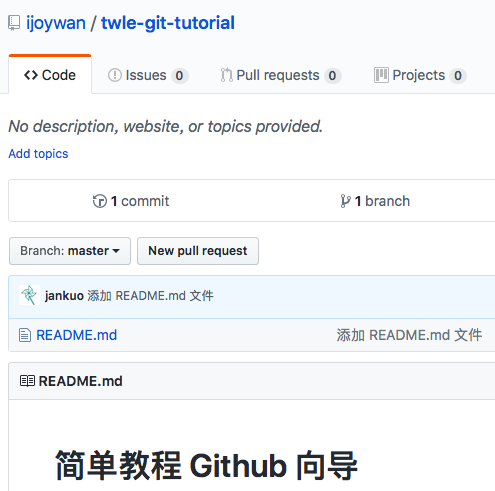 ijoywan / twle-git-tutorial
Code Issues 0 Pull requests 0 Projects 0
No description, website, or topics provided.
Add topics
1 commit 1 branch
Branch: master New pull request
jankuo 添加 README.md 文件
README.md 添加 README.md 文件
README.md
简单教程 Github 向导